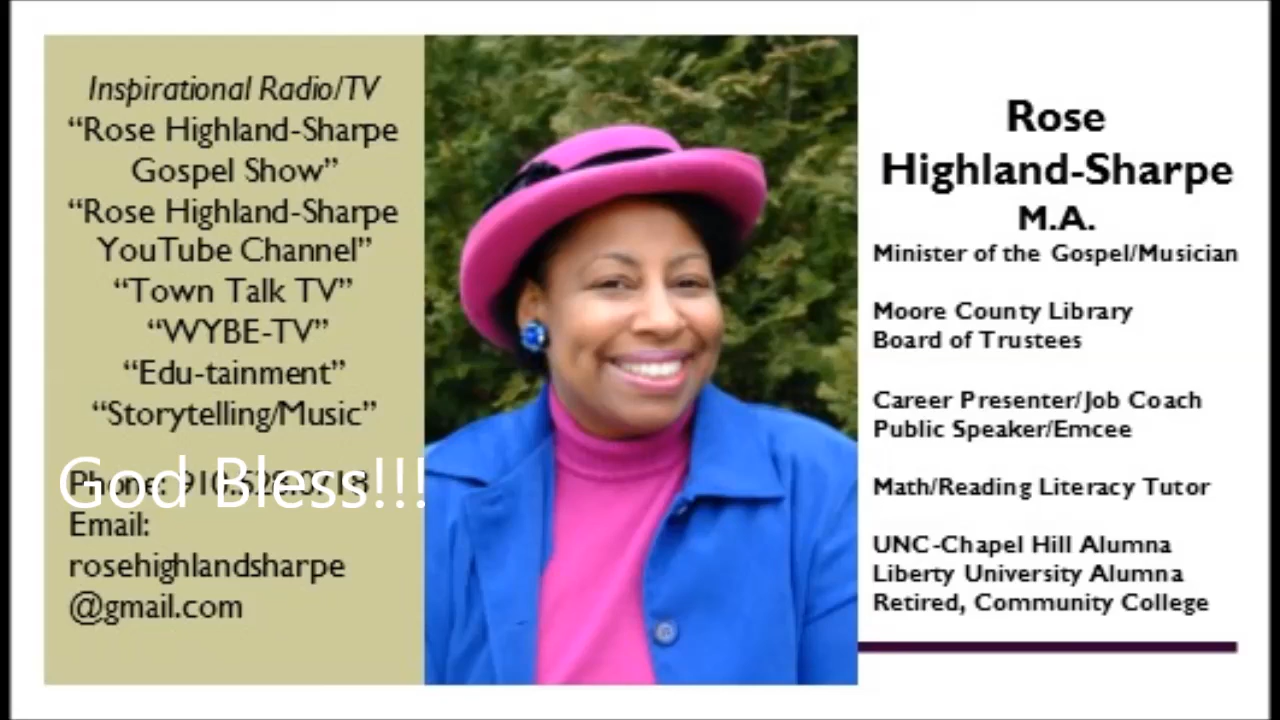 Inspirational Radio/TV
“Rose Highland-Sharpe
Gospel Show”
“Rose Highland-Sharpe
YouTube Channel”
“Town Talk TV”
“WYBE-TV”
“Edu-tainment”
“Storytelling/Music”
God Bless!!!
Phone:
Email:
rosehighlandsharpe
@gmail.com
Rose
Highland-Sharpe
M.A.
Minister of the Gospel/Musician
Moore County Library
Board of Trustees
Career Presenter/Job Coach
Public Speaker/Emcee
Math/Reading Literacy Tutor
UNC-Chapel Hill Alumna
Liberty University Alumna
Retired, Community College